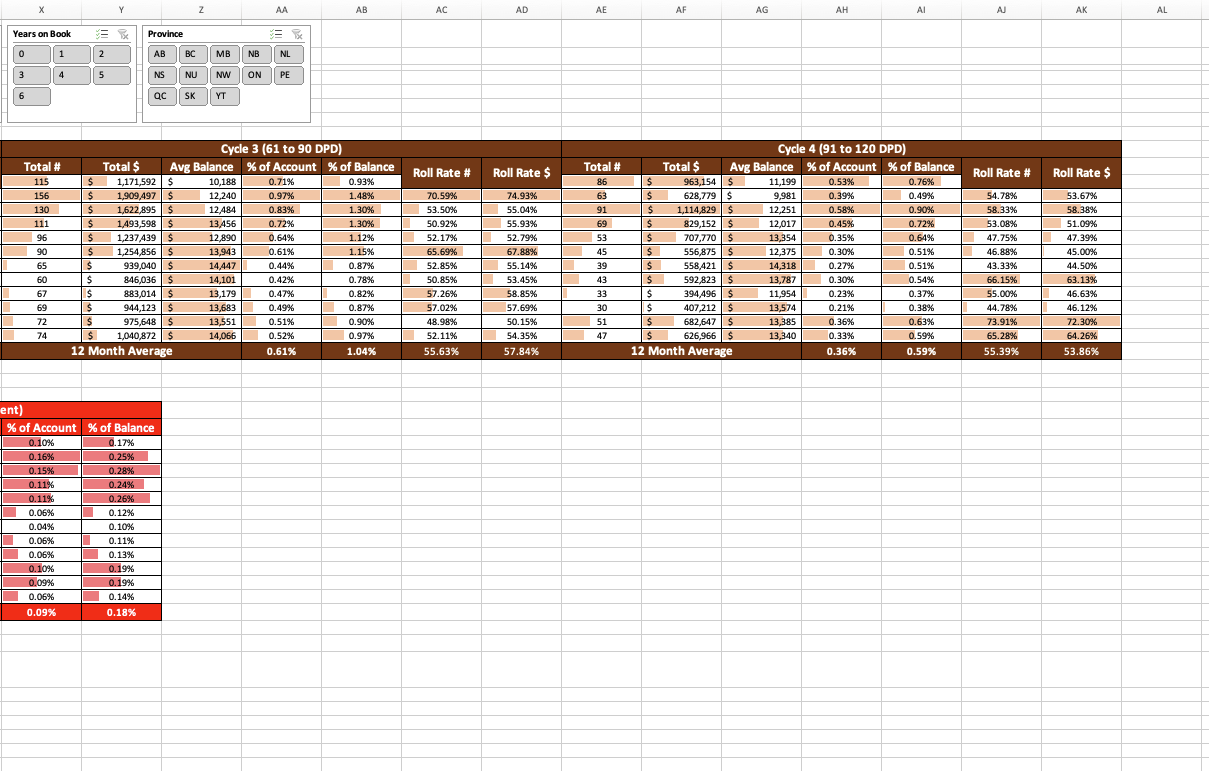 X Y Z AA AB AC AD AE AF AG AH AI AJ AK AL
Years on Book Province
0 1 2 AB BC MB NB NL
3 4 5 NS NU NW ON PE
6 QC SK YT
Cycle 3 (61 to 90 DPD) Cycle 4 (91 to 120 DPD)
Total # Total $ Avg Balance % of Account % of Balance Roll Rate # Roll Rate $ Total # Total $ Avg Balance % of Account % of Balance Roll Rate # Roll Rate $
115 $ 1,171,592 $ 10,188 0.71% 0.93% 86 $ 963,154 $ 11,199 0.53% 0.76%
156 $ 1,909,497 $ 12,240 0.97% 1.48% 70.59% 74.93% 63 $ 628,779 $ 9,981 0.39% 0.49% 54.78% 53.67%
130 $ 1,622,895 $ 12,484 0.83% 1.30% 53.50% 55.04% 91 $ 1,114,829 $ 12,251 0.58% 0.90% 58.33% 58.38%
111 $ 1,493,598 $ 13,456 0.72% 1.30% 50.92% 55.93% 69 $ 829,152 $ 12,017 0.45% 0.72% 53.08% 51.09%
96 $ 1,237,439 $ 12,890 0.64% 1.12% 52.17% 52.79% 53 $ 707,770 $ 13,354 0.35% 0.64% 47.75% 47.39%
90 $ 1,254,856 $ 13,943 0.61% 1.15% 65.69% 67.88% 45 $ 556,875 $ 12,375 0.30% 0.51% 46.88% 45.00%
65 $ 939,040 $ 14,447 0.44% 0.87% 52.85% 55.14% 39 $ 558,421 $ 14,318 0.27% 0.51% 43.33% 44.50%
60 $ 846,036 $ 14,101 0.42% 0.78% 50.85% 53.45% 43 $ 592,823 $ 13,787 0.30% 0.54% 66.15% 63.13%
67 $ 883,014 $ 13,179 0.47% 0.82% 57.26% 58.85% 33 $ 394,496 $ 11,954 0.23% 0.37% 55.00% 46.63%
69 $ 944,123 $ 13,683 0.49% 0.87% 57.02% 57.69% 30 $ 407,212 $ 13,574 0.21% 0.38% 44.78% 46.12%
72 $ 975,648 $ 13,551 0.51% 0.90% 48.98% 50.15% 51 $ 682,647 $ 13,385 0.36% 0.63% 73.91% 72.30%
74 $ 1,040,872 $ 14,066 0.52% 0.97% 52.11% 54.35% 47 $ 626,966 $ 13,340 0.33% 0.59% 65.28% 64.26%
12 Month Average 0.61% 1.04% 55.63% 57.84% 12 Month Average 0.36% 0.59% 55.39% 53.86%
ent)
% of Account % of Balance
0.10% 0.17%
0.16% 0.25%
0.15% 0.28%
0.11% 0.24%
0.11% 0.26%
0.06% 0.12%
0.04% 0.10%
0.06% 0.11%
0.06% 0.13%
0.10% 0.19%
0.09% 0.19%
0.06% 0.14%
0.09% 0.18%